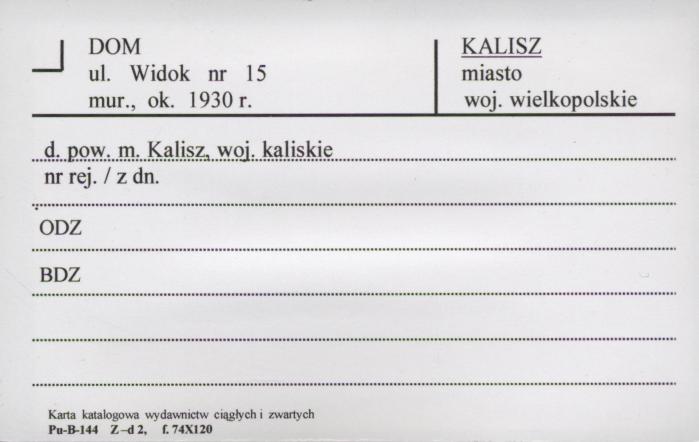 DOM
ul. Widok nr 15
mur., ok. 1930 r.
KALISZ
miasto
woj. wielkopolskie
d. pow. m. Kalisz, woj. kaliskie
nr rej. / z dn.
ODZ
BDZ
Karta katalogowa wydawnictw ciągłych i zwartych
Pu-B-144 Z-d 2, f. 74X120